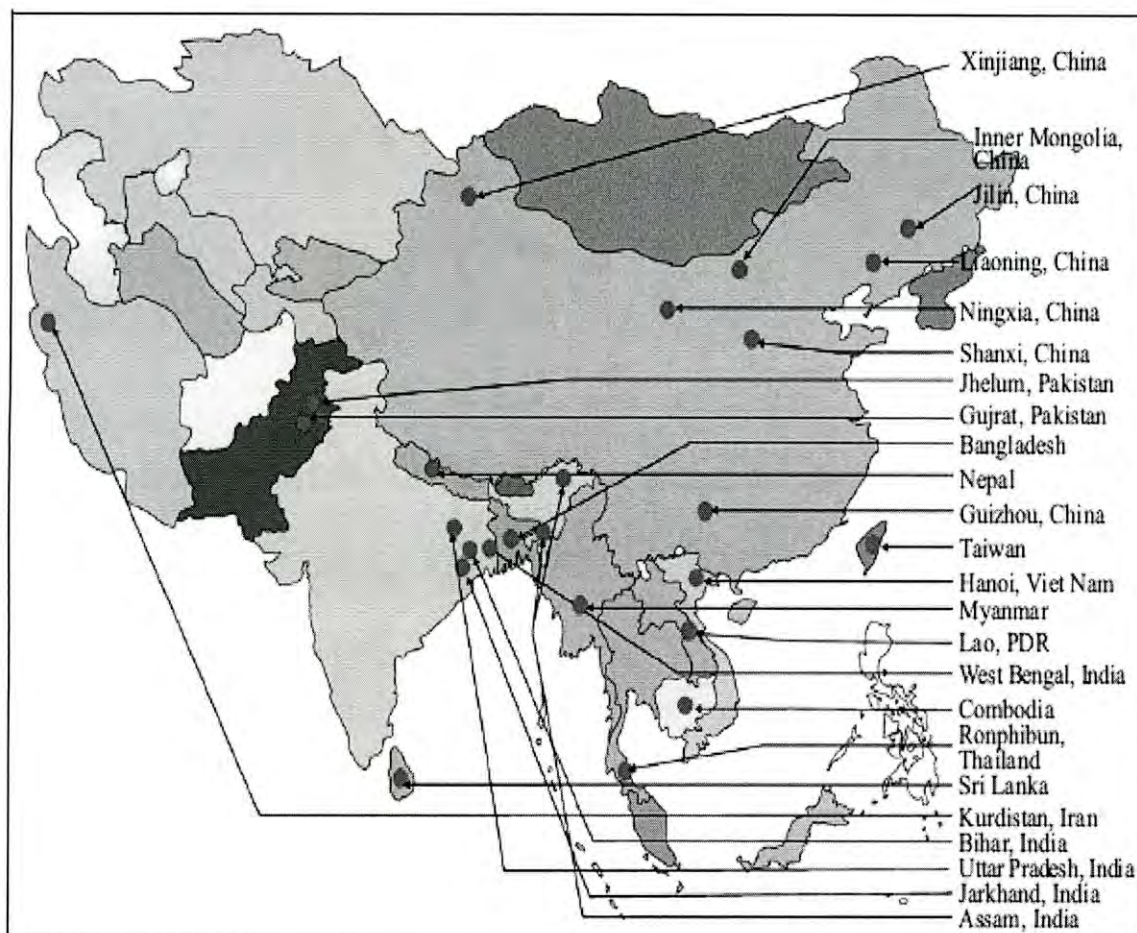 Xinjiang, China
Inner Mongolia,
China
Jilin, China
Liaoning, China
Ningxia, China
Shanxi, China
Jhelum, Pakistan
Gujrat, Pakistan
Bangladesh
Nepal
Guizhou, China
Taiwan
Hanoi, Viet Nam
Myanmar
Lao, PDR
West Bengal, India
Combodia
Ronphibun,
Thailand
Sri Lanka
Kurdistan, Iran
Bihar, India
Uttar Pradesh, India
Jarkhand, India
Assam, India